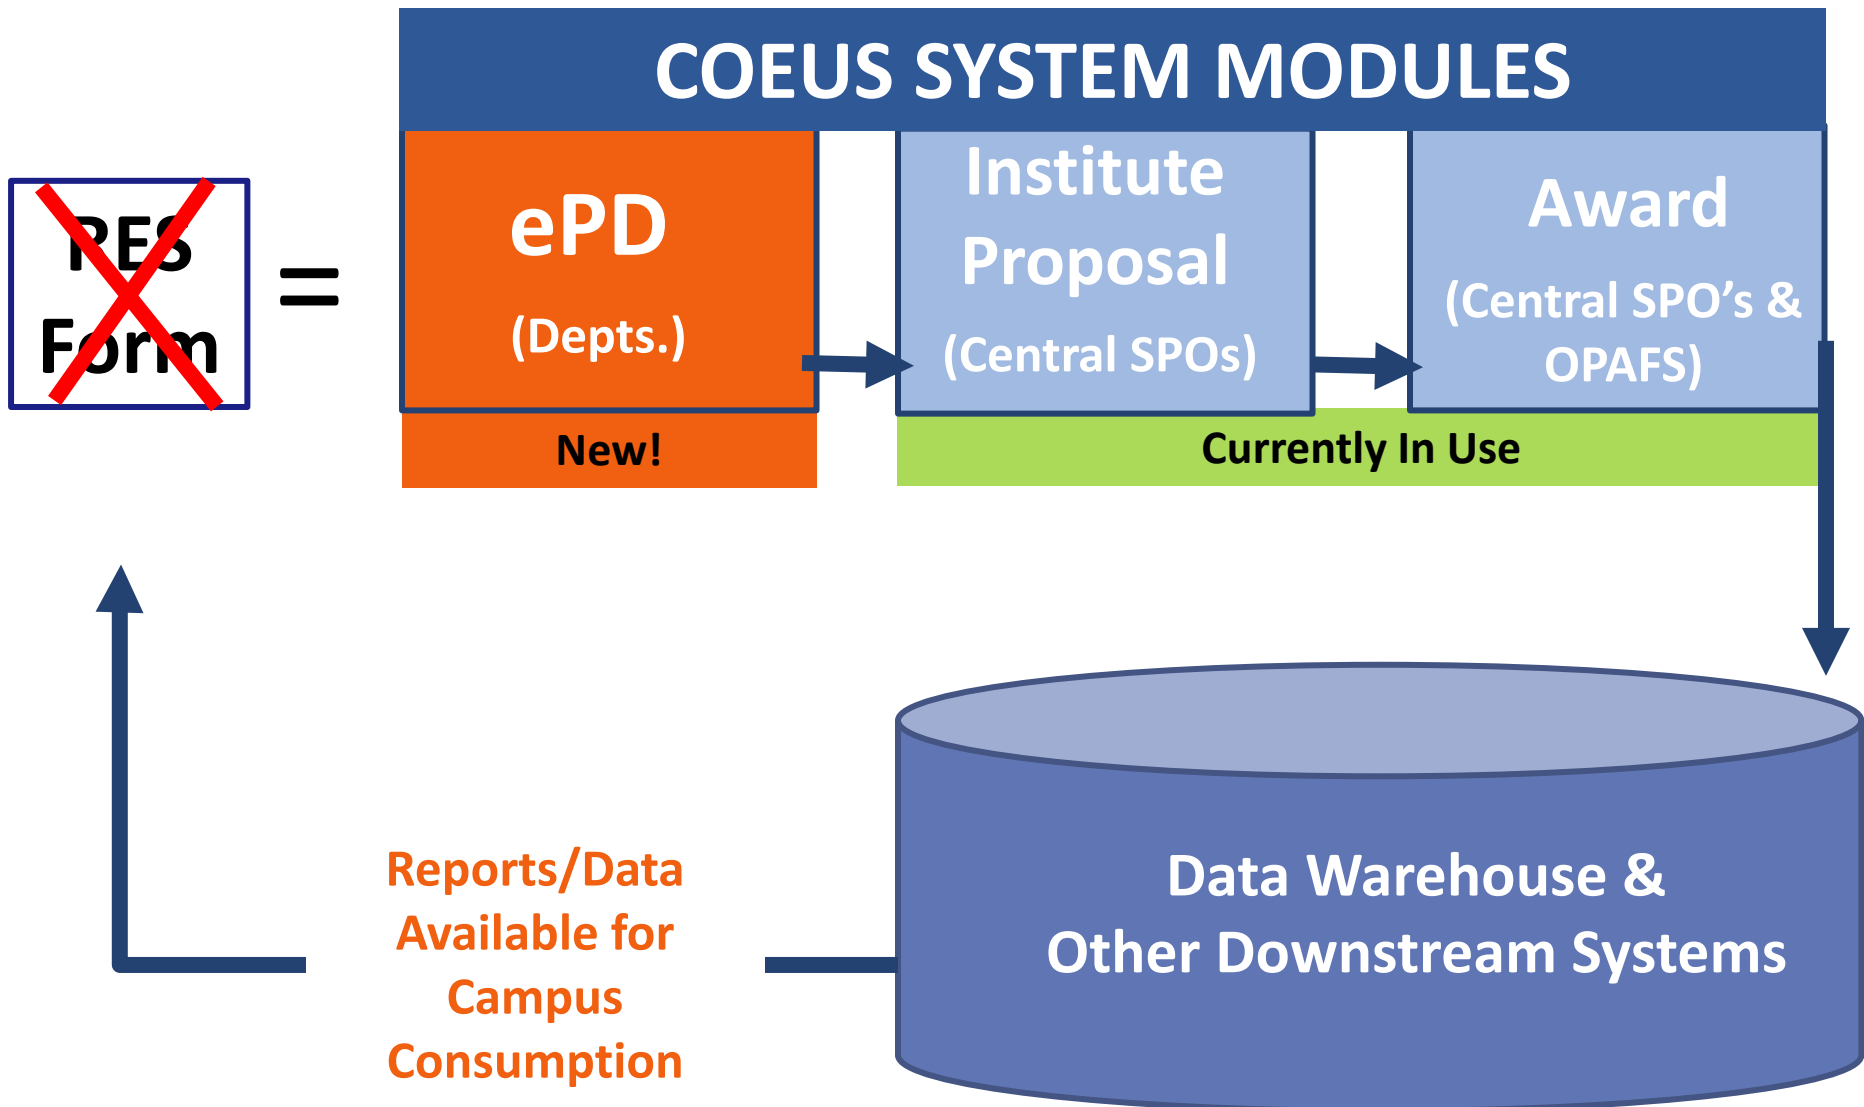 COEUS SYSTEM MODULES
Form
=
ePD
(Depts.)
New!
Institute
Proposal
(Central SPOs)
Award
(Central SPO’s &
OPAFS)
Currently In Use
Reports/Data
Available for
Campus
Consumption
Data Warehouse &
Other Downstream Systems